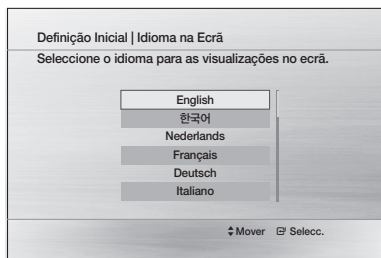 Definição Inicial | Idioma na Ecrã
Seleccione o idioma para as visualizações no ecrã.
English
한국어
Nederlands
Français
Deutsch
Italiano
Mover Selecc.